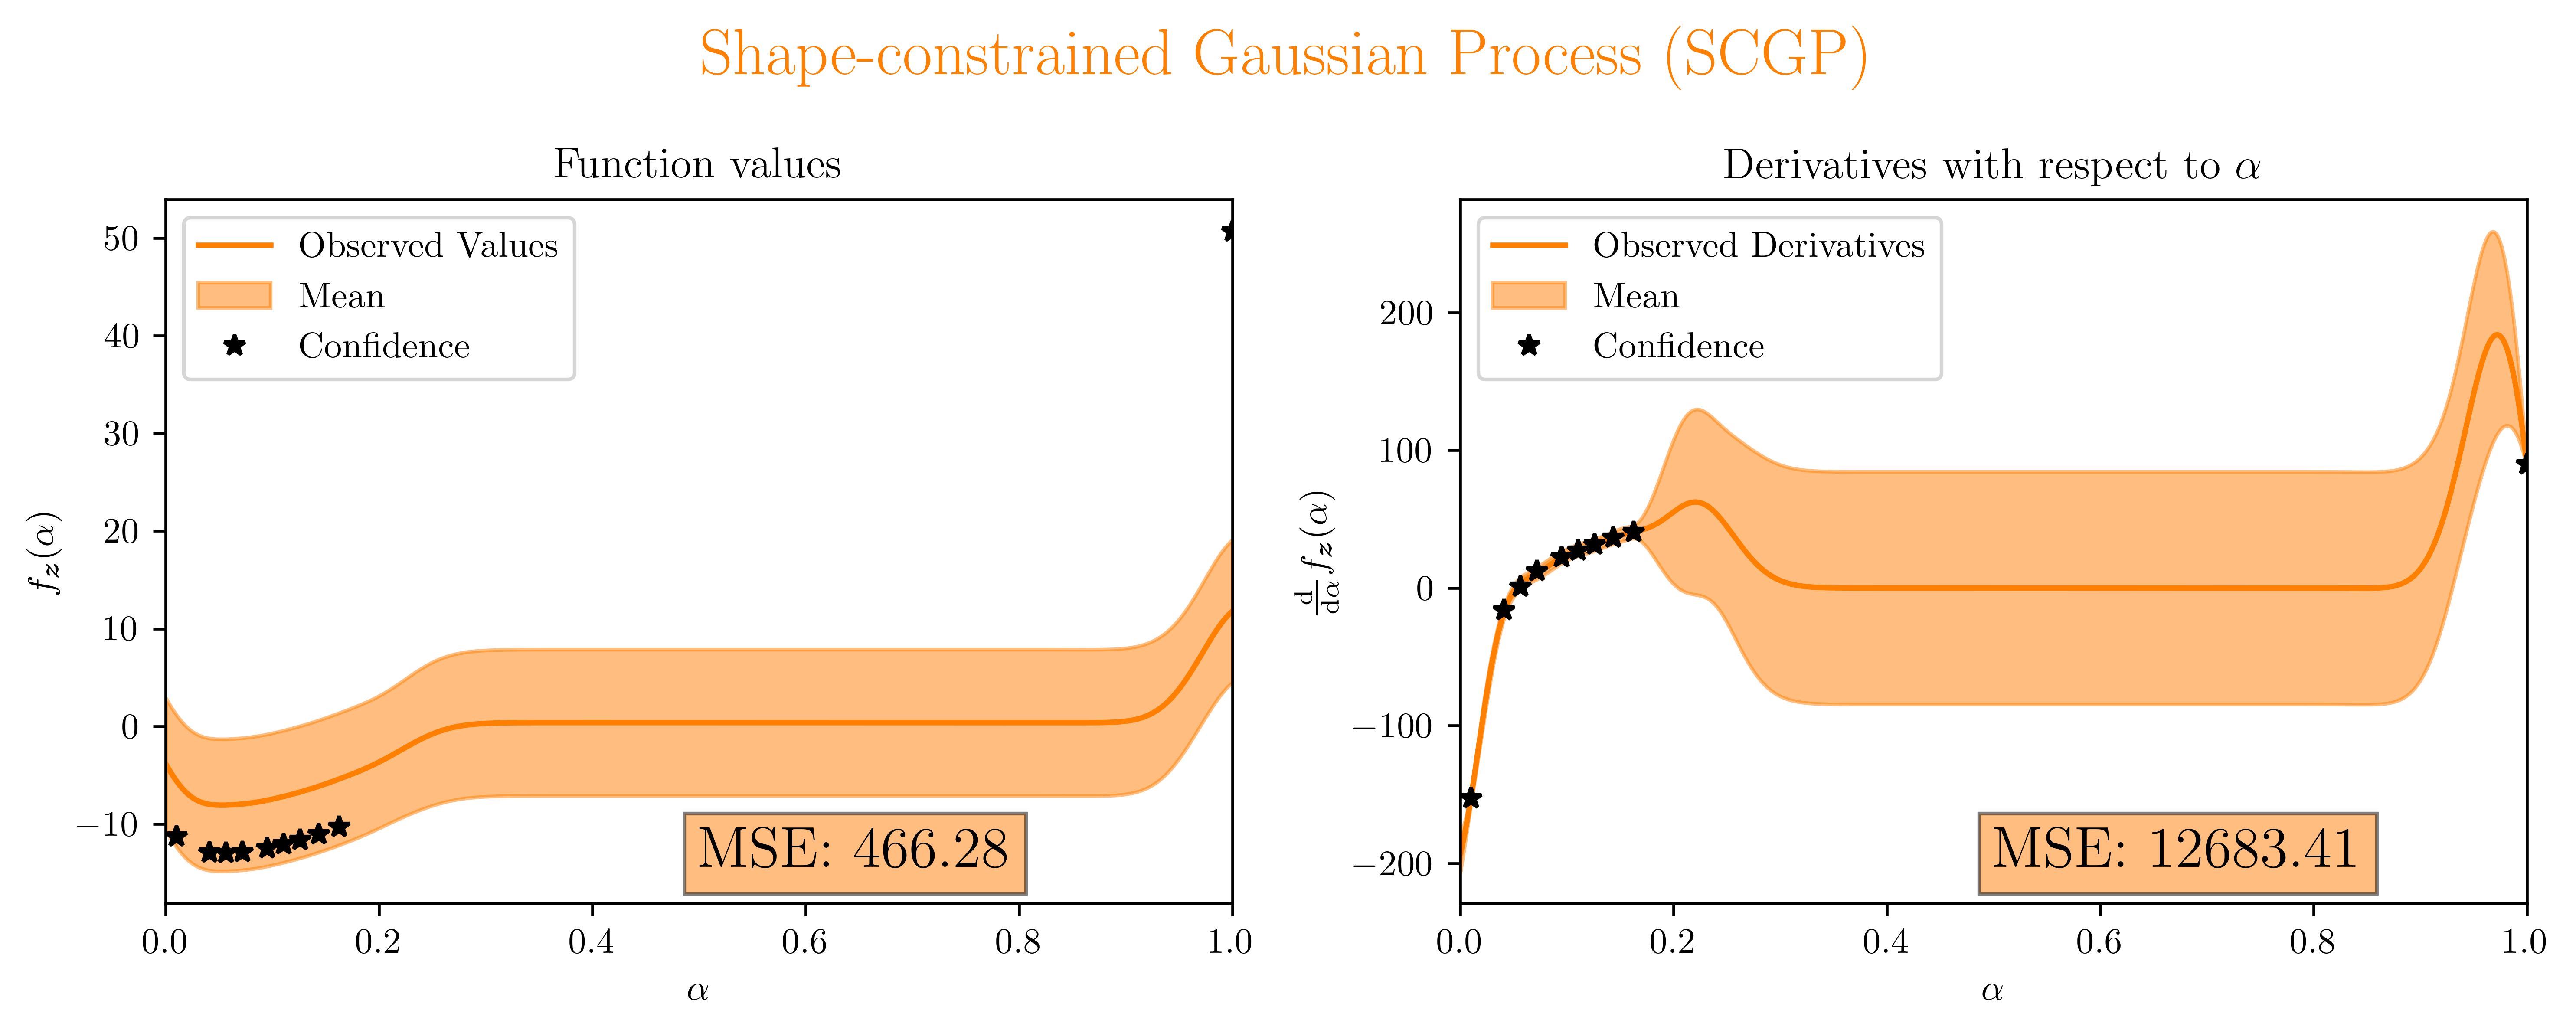 Shape-constrained Gaussian Process (SCGP)
Function values
Observed Values
Mean
Confidence
50
40
30
20
10
0
−10
f_z(α)
MSE: 466.28
0.0 0.2 0.4 0.6 0.8 1.0
α
Derivatives with respect to α
Observed Derivatives
Mean
Confidence
200
100
0
−100
−200
d/dα f_z(α)
MSE: 12683.41
0.0 0.2 0.4 0.6 0.8 1.0
α